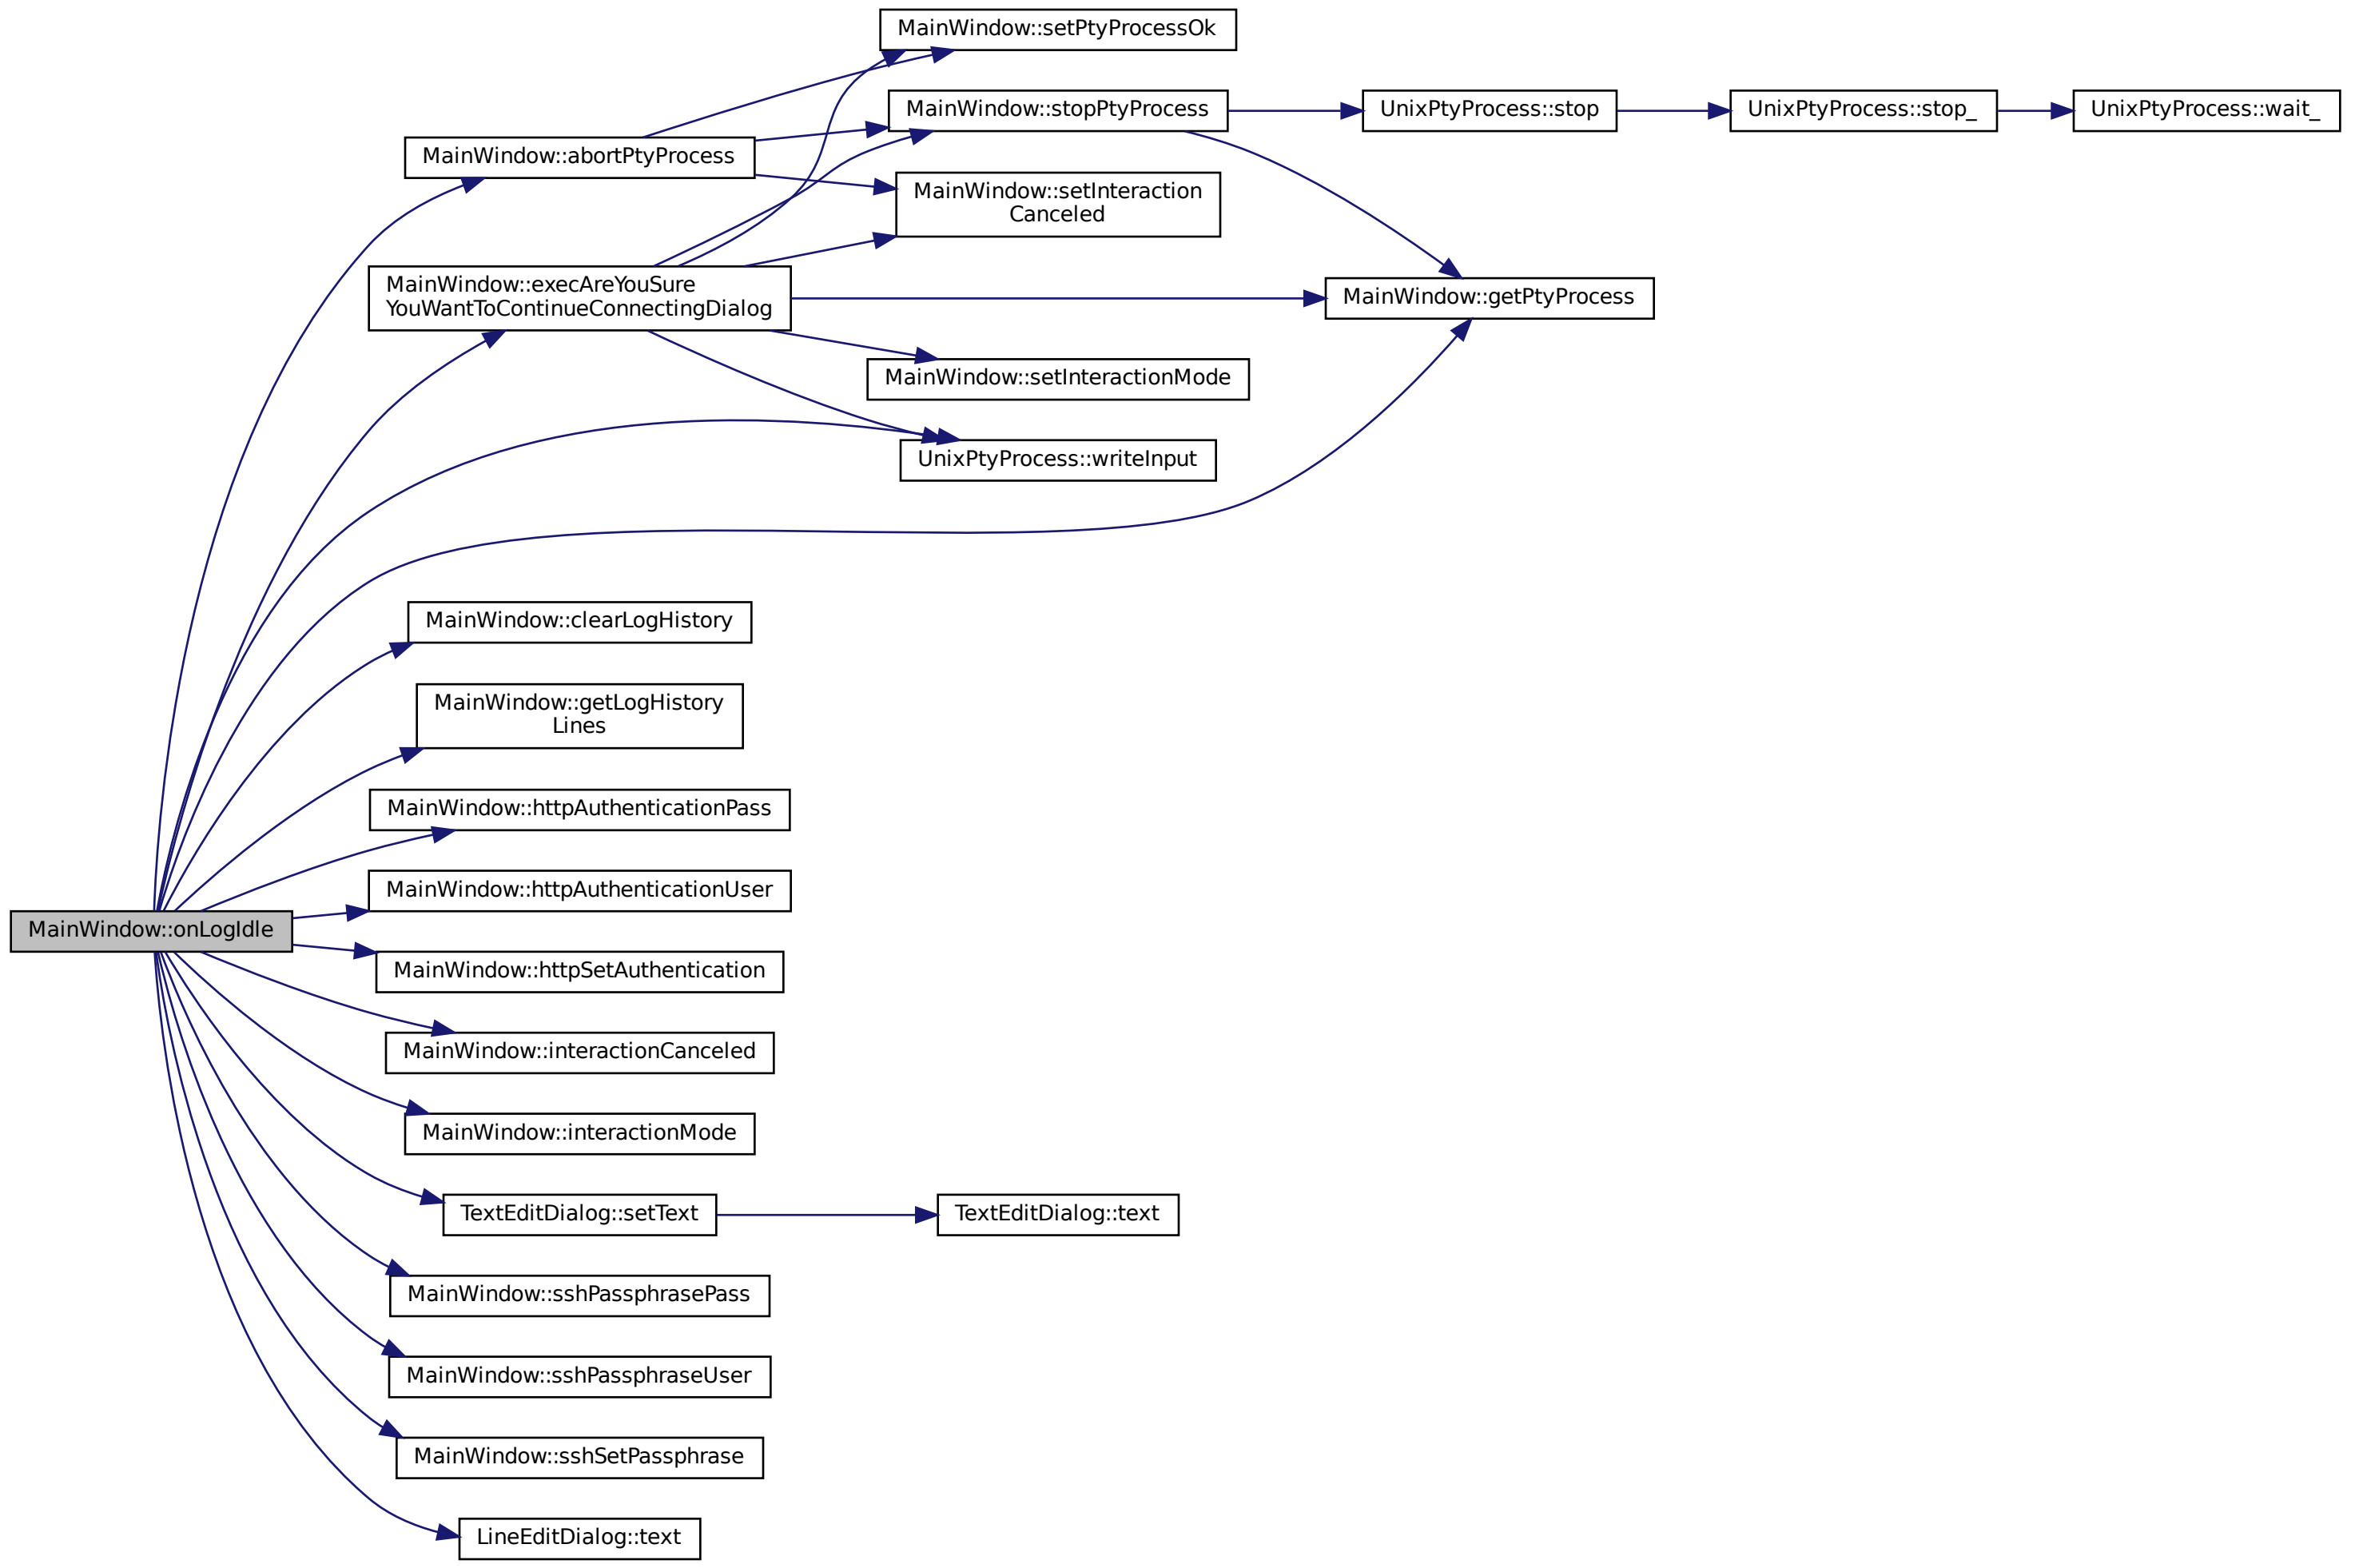 MainWindow::setPtyProcessOk
MainWindow::stopPtyProcess
UnixPtyProcess::stop
UnixPtyProcess::stop_
UnixPtyProcess::wait_
MainWindow::abortPtyProcess
MainWindow::setInteraction
Canceled
MainWindow::execAreYouSure
YouWantToContinueConnectingDialog
MainWindow::getPtyProcess
MainWindow::setInteractionMode
UnixPtyProcess::writeInput
MainWindow::clearLogHistory
MainWindow::getLogHistory
Lines
MainWindow::httpAuthenticationPass
MainWindow::httpAuthenticationUser
MainWindow::onLogIdle
MainWindow::httpSetAuthentication
MainWindow::interactionCanceled
MainWindow::interactionMode
TextEditDialog::setText
TextEditDialog::text
MainWindow::sshPassphrasePass
MainWindow::sshPassphraseUser
MainWindow::sshSetPassphrase
LineEditDialog::text